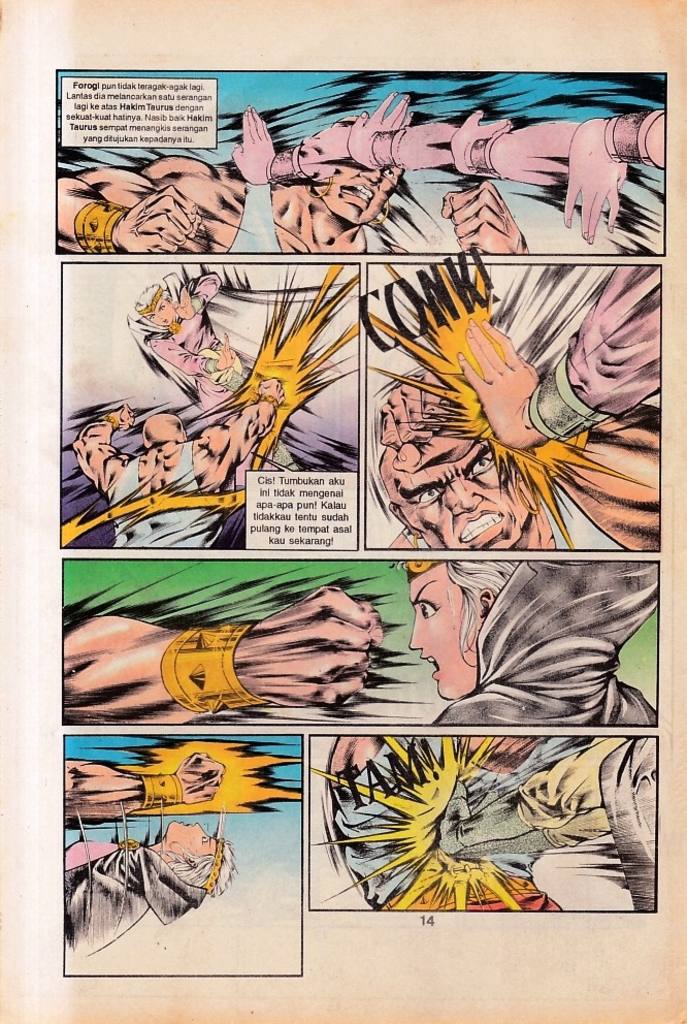 Forogi pun tidak teragak-agak lagi.
Lantas dia melancarkan satu serangan
lagi ke atas Hakim Taurus dengan
sekuat-kuat hatinya. Nasib baik Hakim
Taurus sempat menangkis serangan
yang ditujukan kepadanya itu.
CONK!
Cis! Tumbukan aku
ini tidak mengenai
apa-apa pun! Kalau
tidakkau tentu sudah
pulang ke tempat asal
kau sekarang!
TAM!
14